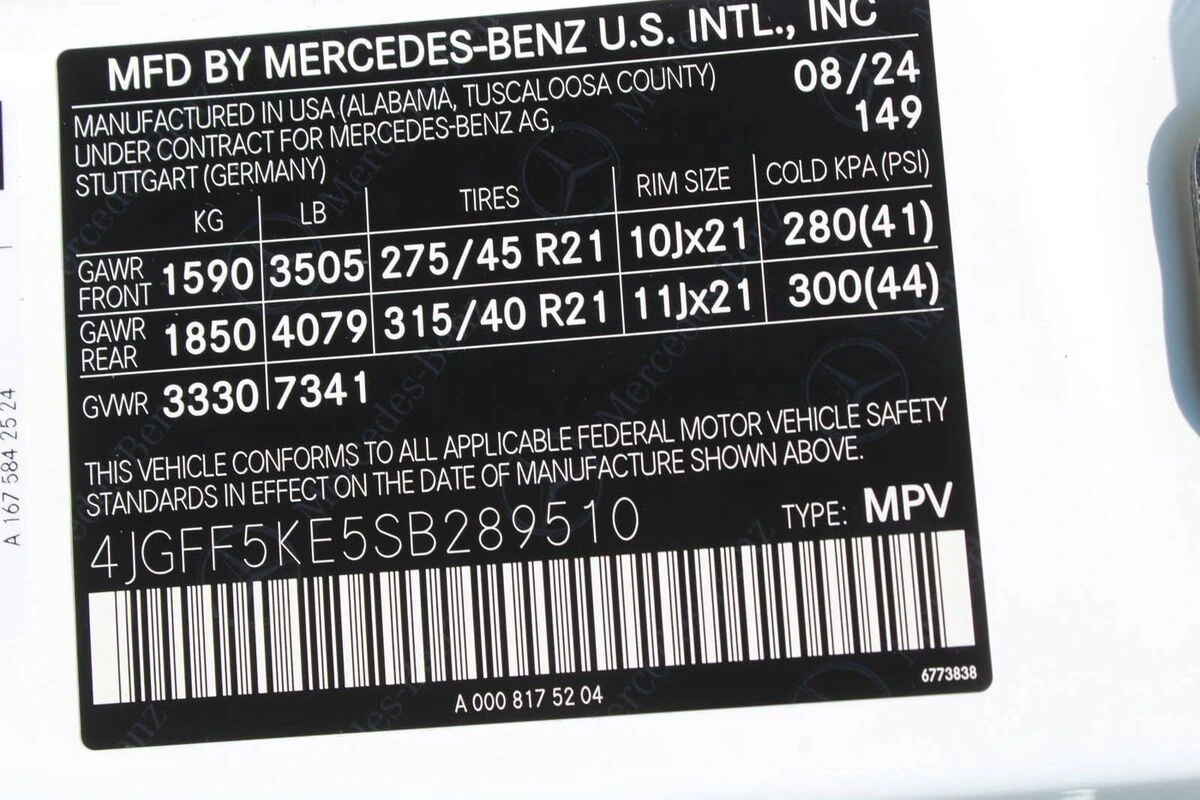 MFD BY MERCEDES-BENZ U.S. INTL., INC
MANUFACTURED IN USA (ALABAMA, TUSCALOOSA COUNTY) 08/24
UNDER CONTRACT FOR MERCEDES-BENZ AG, 149
STUTTGART (GERMANY)
KG LB TIRES RIM SIZE COLD KPA (PSI)
GAWR FRONT 1590 3505 275/45 R21 10Jx21 280(41)
GAWR REAR 1850 4079 315/40 R21 11Jx21 300(44)
GVWR 3330 7341
THIS VEHICLE CONFORMS TO ALL APPLICABLE FEDERAL MOTOR VEHICLE SAFETY
STANDARDS IN EFFECT ON THE DATE OF MANUFACTURE SHOWN ABOVE.
4JGFF5KE5SB289510 TYPE: MPV
A 000 817 52 04
6773838
A 167 584 25 24